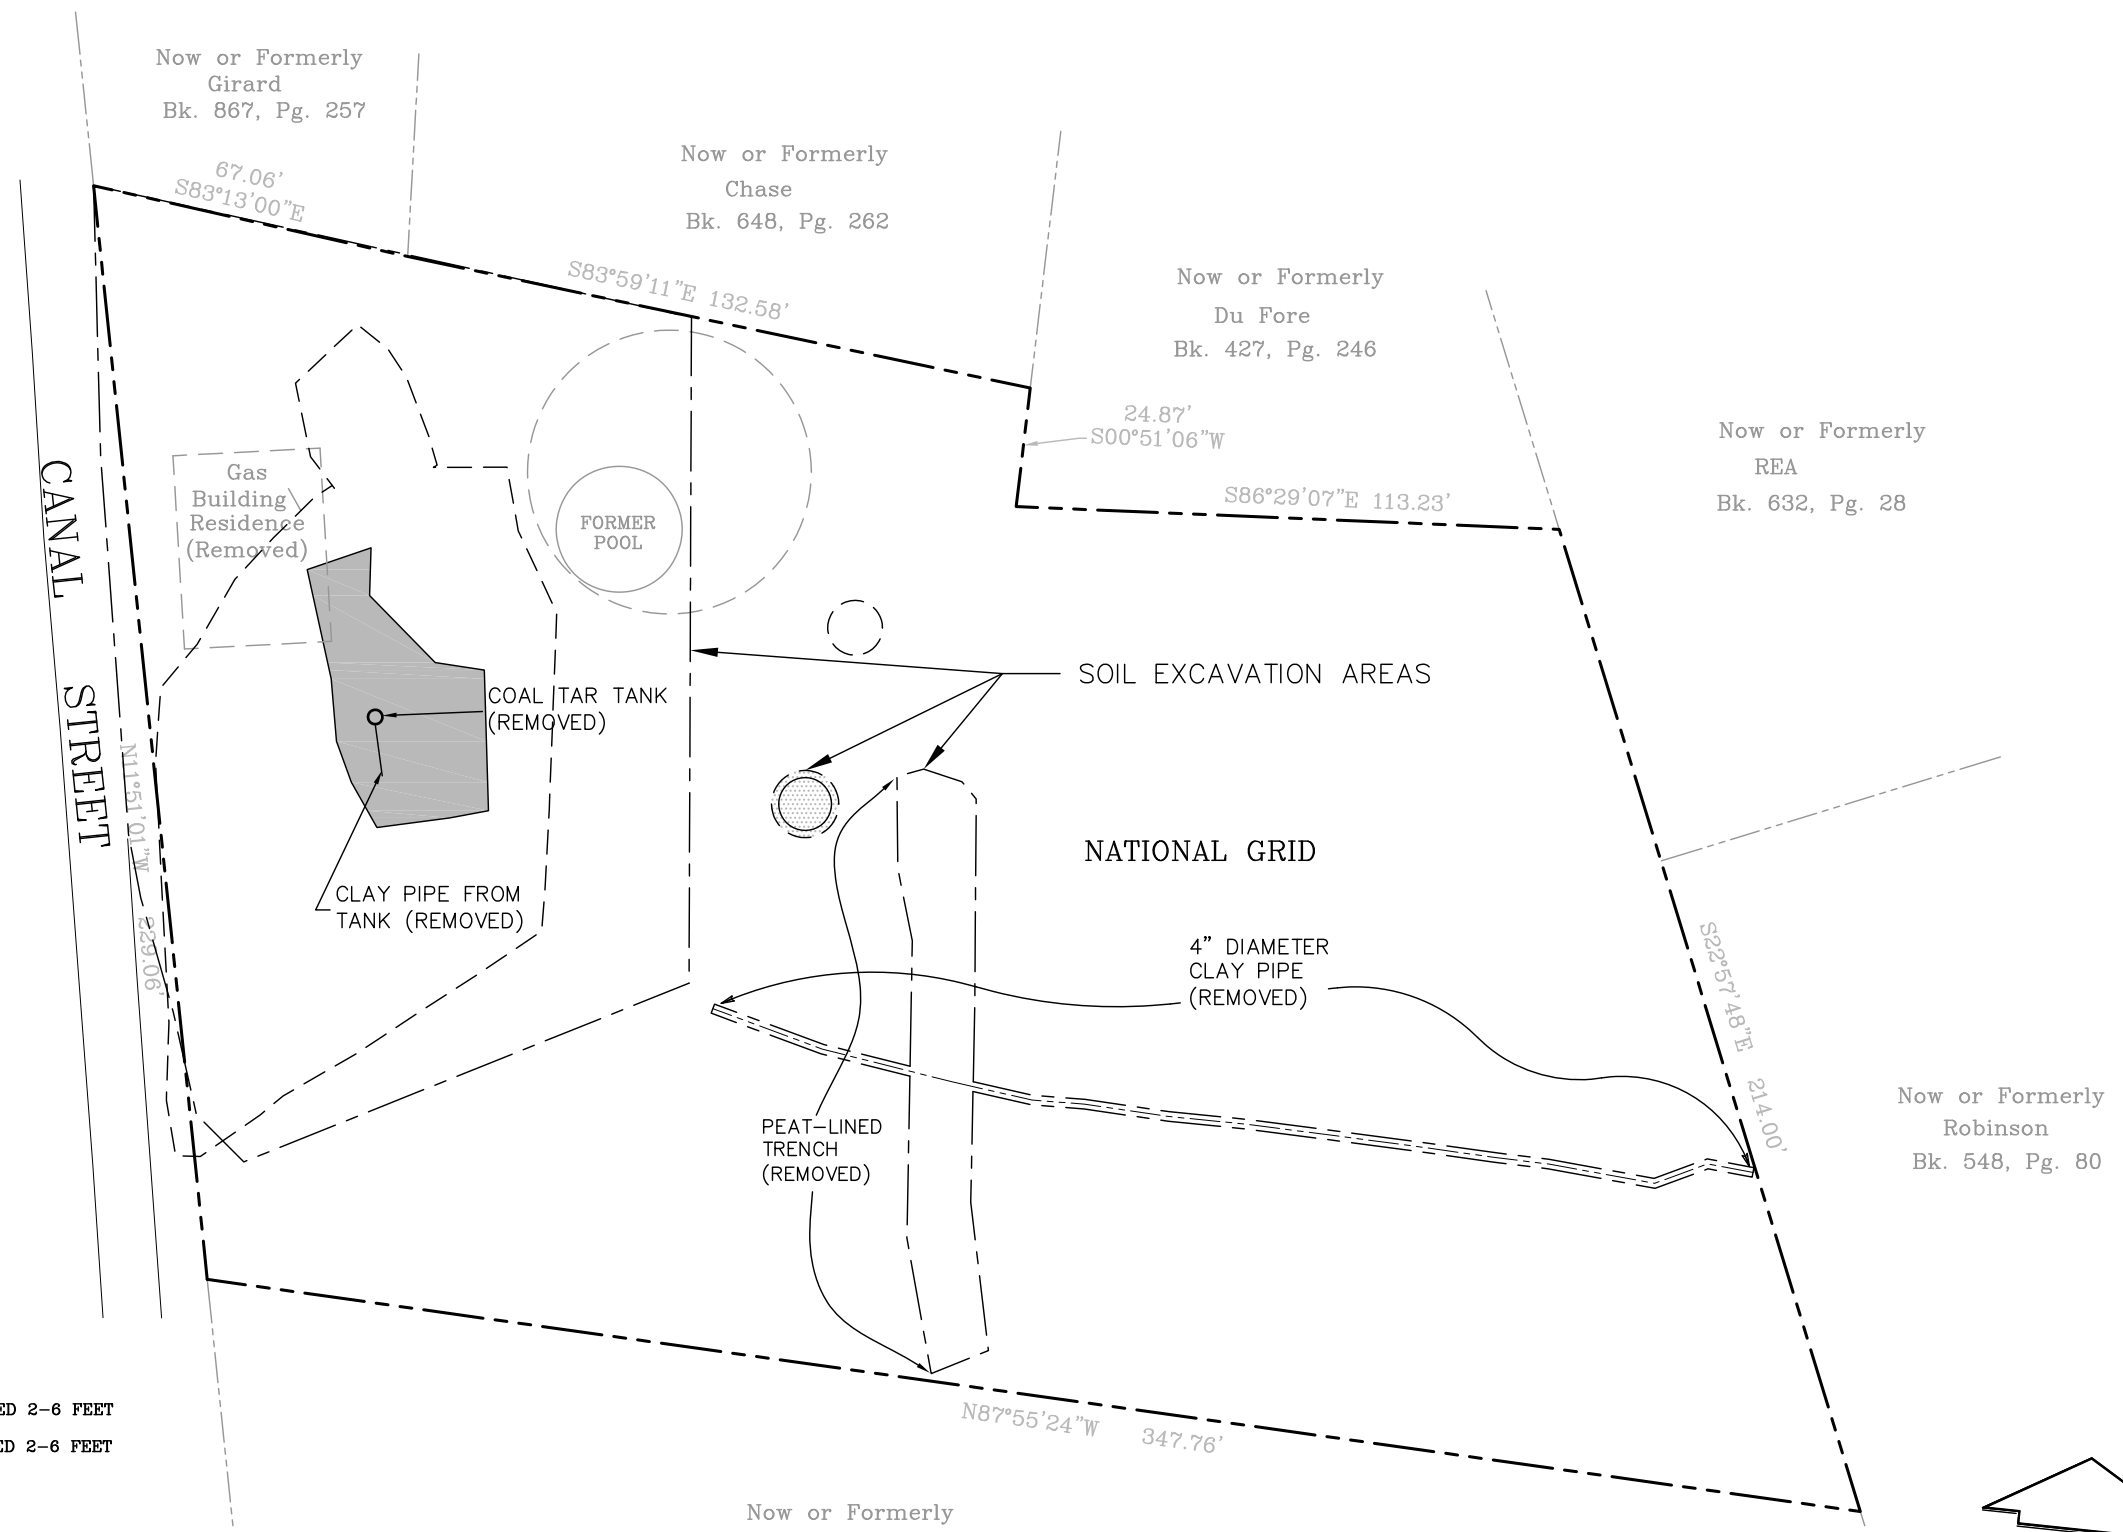 Now or Formerly
Girard
Bk. 867, Pg. 257
67.06'
S83°13'00"E
Now or Formerly
Chase
Bk. 648, Pg. 262
S83°59'11"E 132.58'
Now or Formerly
Du Fore
Bk. 427, Pg. 246
24.87'
S00°51'06"W
S86°29'07"E 113.23'
Now or Formerly
REA
Bk. 632, Pg. 28
CANAL STREET
Gas
Building
Residence
(Removed)
FORMER
POOL
SOIL EXCAVATION AREAS
COAL TAR TANK
(REMOVED)
N11°51'01"W 229.06'
CLAY PIPE FROM
TANK (REMOVED)
NATIONAL GRID
4" DIAMETER
CLAY PIPE
(REMOVED)
S22°57'48"E 214.00'
PEAT-LINED
TRENCH
(REMOVED)
Now or Formerly
Robinson
Bk. 548, Pg. 80
2-6 FEET
2-6 FEET
N87°55'24"W 347.76'
Now or Formerly